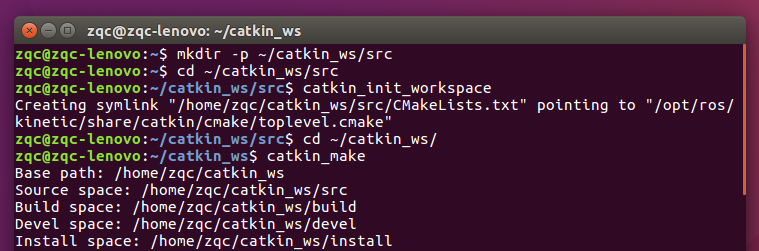 zqc@zqc-lenovo: ~/catkin_ws
zqc@zqc-lenovo:~$ mkdir -p ~/catkin_ws/src
zqc@zqc-lenovo:~$ cd ~/catkin_ws/src
zqc@zqc-lenovo:~/catkin_ws/src$ catkin_init_workspace
Creating symlink "/home/zqc/catkin_ws/src/CMakeLists.txt" pointing to "/opt/ros/
kinetic/share/catkin/cmake/toplevel.cmake"
zqc@zqc-lenovo:~/catkin_ws/src$ cd ~/catkin_ws/
zqc@zqc-lenovo:~/catkin_ws$ catkin_make
Base path: /home/zqc/catkin_ws
Source space: /home/zqc/catkin_ws/src
Build space: /home/zqc/catkin_ws/build
Devel space: /home/zqc/catkin_ws/devel
Install space: /home/zqc/catkin_ws/install